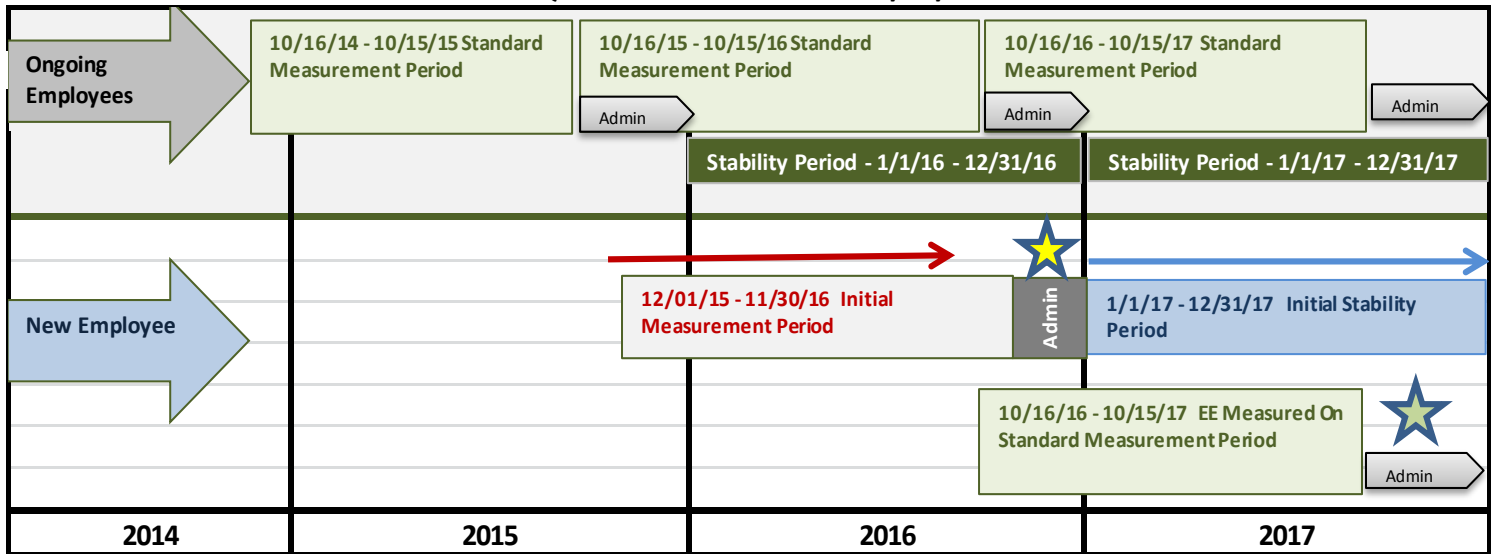 Ongoing
Employees
10/16/14 - 10/15/15 Standard
Measurement Period
10/16/15 - 10/15/16 Standard
Measurement Period
10/16/16 - 10/15/17 Standard
Measurement Period
Admin
Admin
Admin
Stability Period - 1/1/16 - 12/31/16
Stability Period - 1/1/17 - 12/31/17
New Employee
12/01/15 - 11/30/16 Initial
Measurement Period
Admin
1/1/17 - 12/31/17 Initial Stability
Period
10/16/16 - 10/15/17 EE Measured On
Standard Measurement Period
Admin
2014
2015
2016
2017